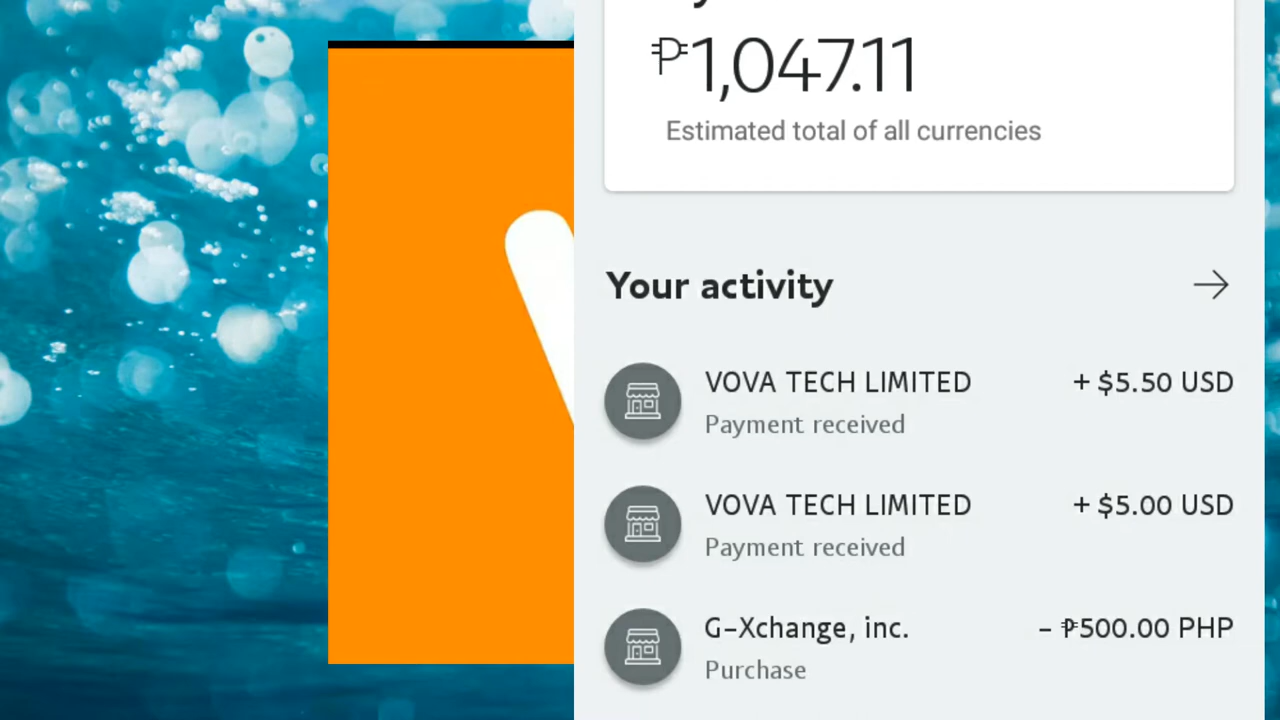 ₱1,047.11
Estimated total of all currencies
Your activity
VOVA TECH LIMITED + $5.50 USD
Payment received
VOVA TECH LIMITED + $5.00 USD
Payment received
G-Xchange, inc. - ₱500.00 PHP
Purchase